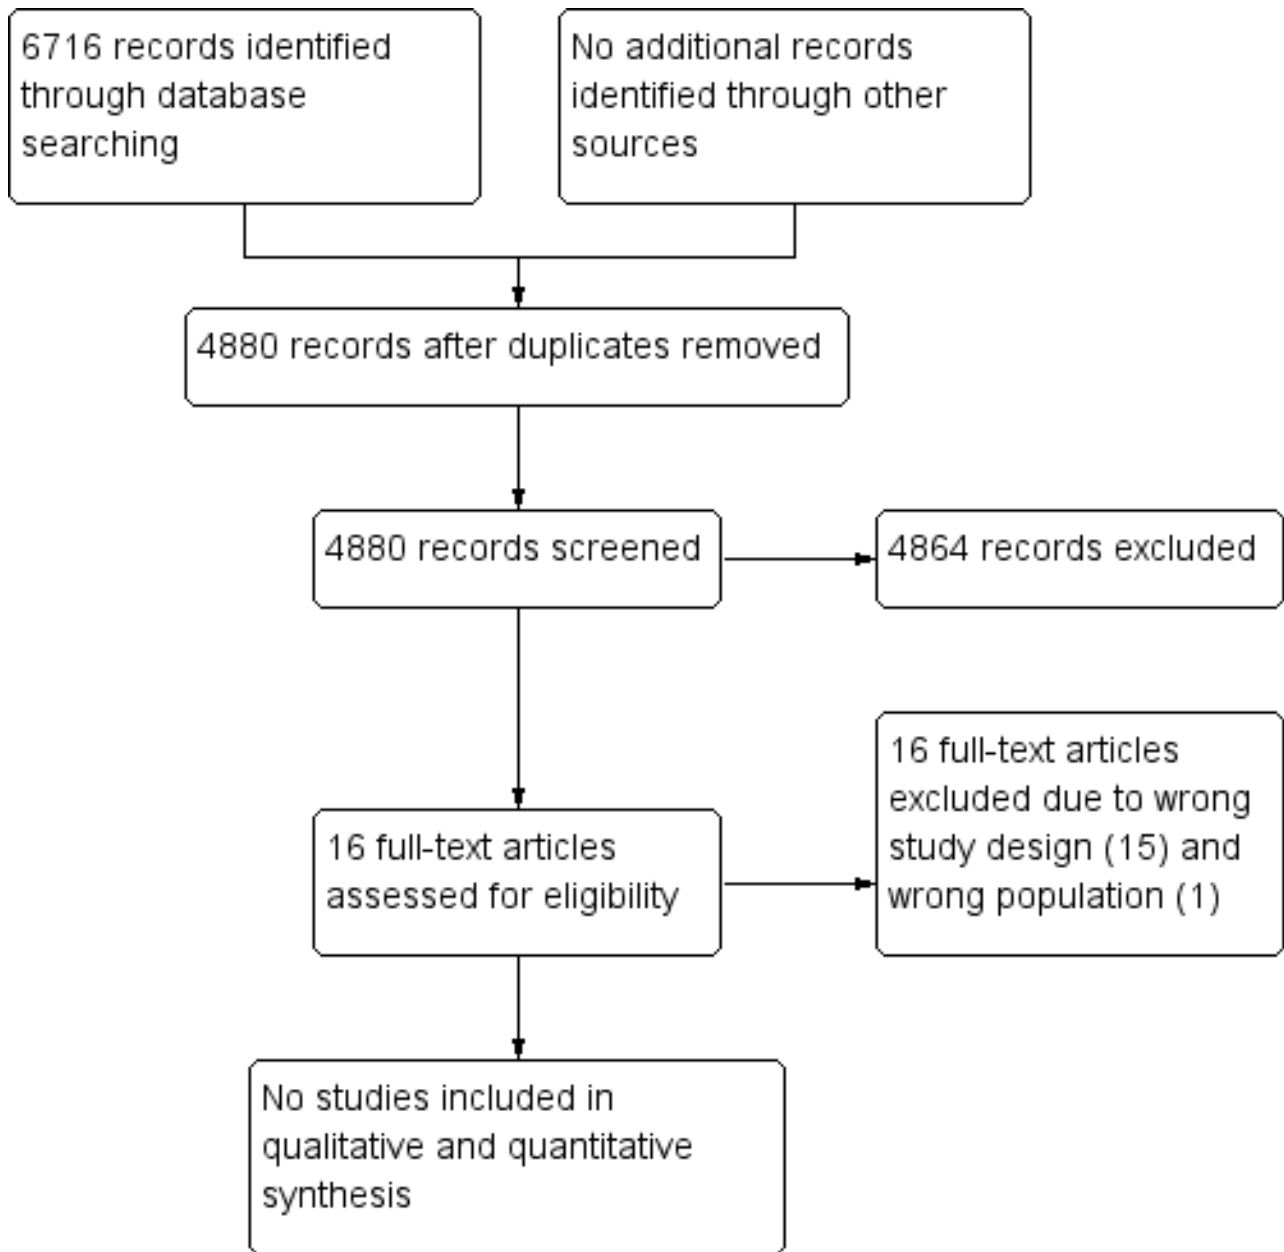 6716 records identified
through database
searching
No additional records
identified through other
sources
4880 records after duplicates removed
4880 records screened
4864 records excluded
16 full-text articles
assessed for eligibility
16 full-text articles
excluded due to wrong
study design (15) and
wrong population (1)
No studies included in
qualitative and quantitative
synthesis